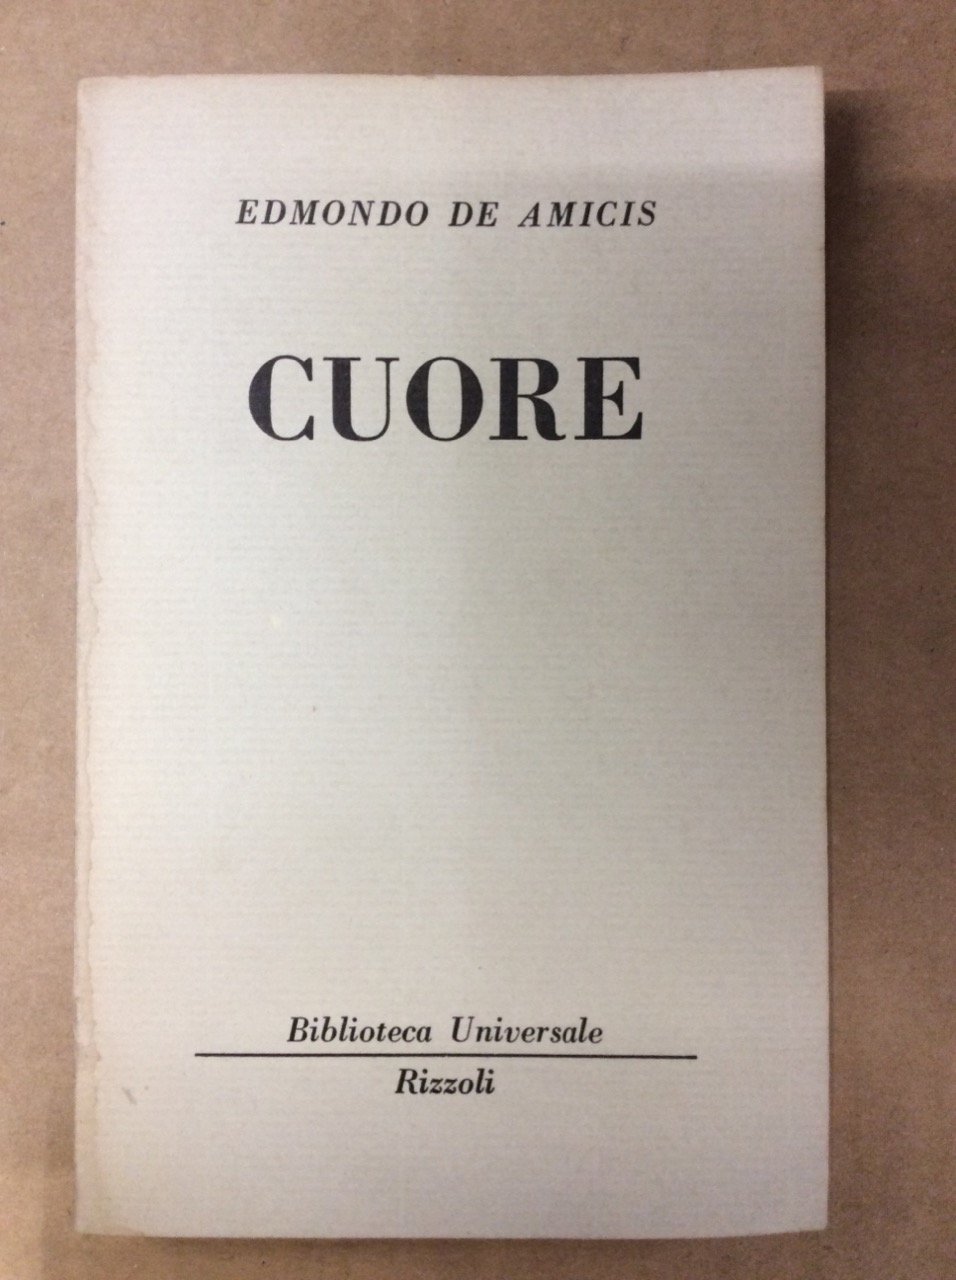 EDMONDO DE AMICIS
CUORE
Biblioteca Universale
Rizzoli